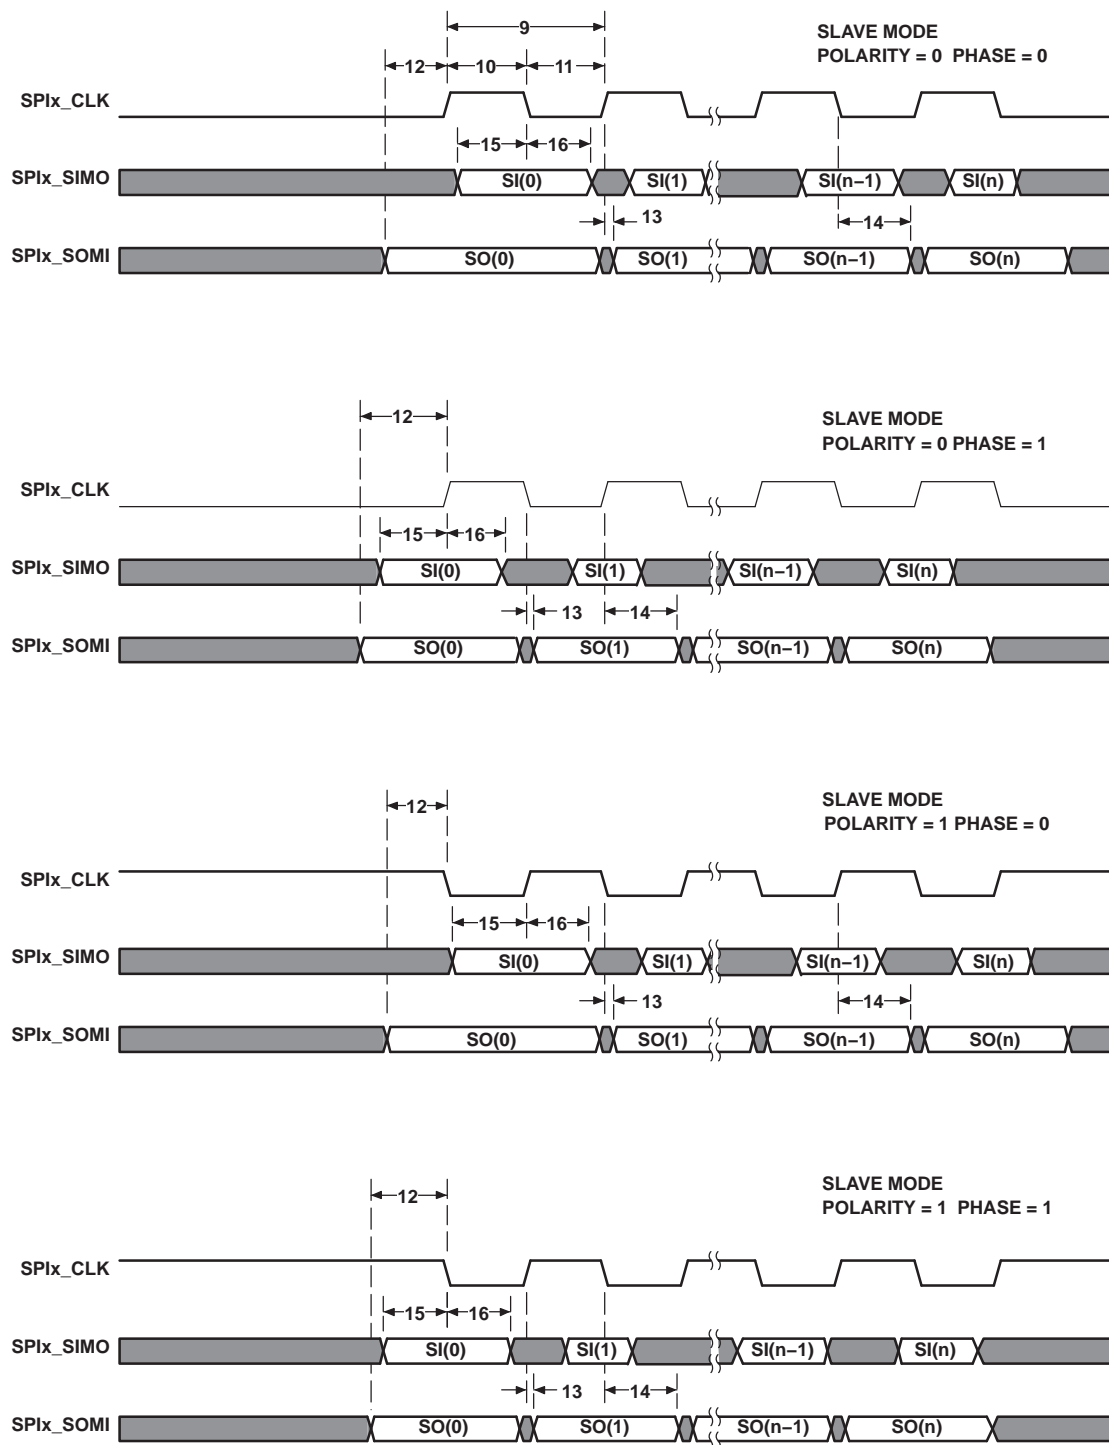 9
SLAVE MODE
POLARITY = 0 PHASE = 0
12 10 11
SPIx_CLK
15 16
SPIx_SIMO SI(0) SI(1) SI(n−1) SI(n)
13 14
SPIx_SOMI SO(0) SO(1) SO(n−1) SO(n)
12
SLAVE MODE
POLARITY = 0 PHASE = 1
SPIx_CLK
15 16
SPIx_SIMO SI(0) SI(1) SI(n−1) SI(n)
13 14
SPIx_SOMI SO(0) SO(1) SO(n−1) SO(n)
12
SLAVE MODE
POLARITY = 1 PHASE = 0
SPIx_CLK
15 16
SPIx_SIMO SI(0) SI(1) SI(n−1) SI(n)
13 14
SPIx_SOMI SO(0) SO(1) SO(n−1) SO(n)
12
SLAVE MODE
POLARITY = 1 PHASE = 1
SPIx_CLK
15 16
SPIx_SIMO SI(0) SI(1) SI(n−1) SI(n)
13 14
SPIx_SOMI SO(0) SO(1) SO(n−1) SO(n)